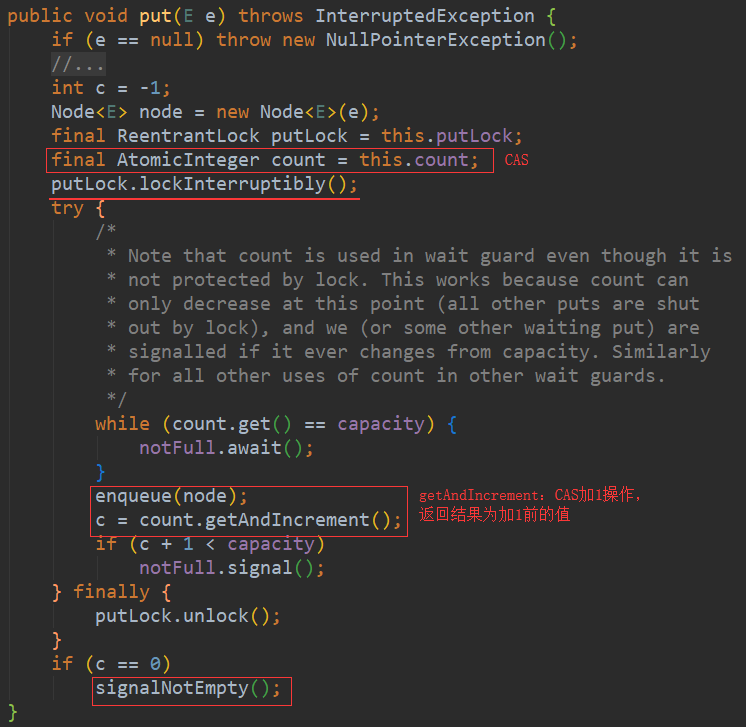 public void put(E e) throws InterruptedException {
if (e == null) throw new NullPointerException();
//...
int c = -1;
Node<E> node = new Node<E>(e);
final ReentrantLock putLock = this.putLock;
final AtomicInteger count = this.count; CAS
putLock.lockInterruptibly();
try {
/*
* Note that count is used in wait guard even though it is
* not protected by lock. This works because count can
* only decrease at this point (all other puts are shut
* out by lock), and we (or some other waiting put) are
* signalled if it ever changes from capacity. Similarly
* for all other uses of count in other wait guards.
*/
while (count.get() == capacity) {
notFull.await();
}
enqueue(node); getAndIncrement：CAS加1操作，
c = count.getAndIncrement(); 返回结果为加1前的值
if (c + 1 < capacity)
notFull.signal();
} finally {
putLock.unlock();
}
if (c == 0)
signalNotEmpty();
}